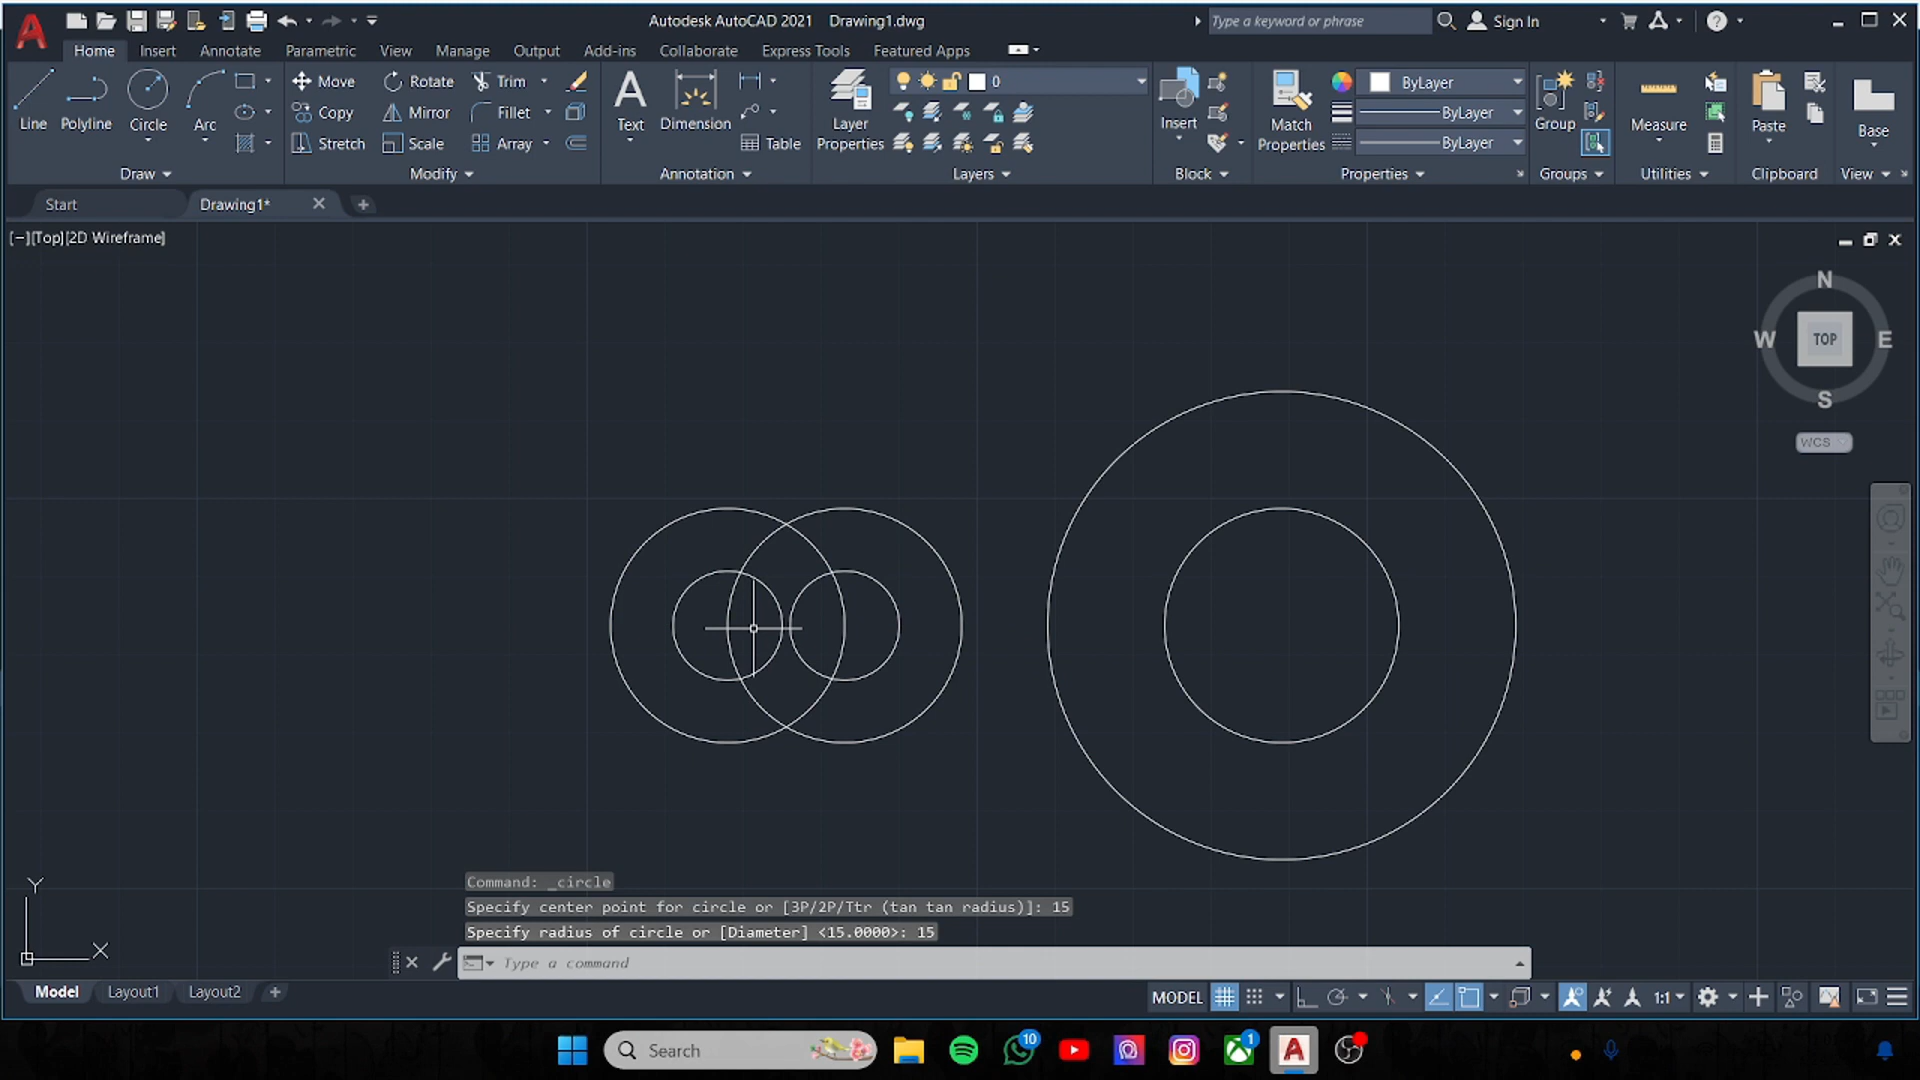 Autodesk AutoCAD 2021 Drawing1.dwg
Type a keyword or phrase
Sign In
Home Insert Annotate Parametric View Manage Output Add-ins Collaborate Express Tools Featured Apps
Line Polyline Circle Arc
Draw
Move Rotate Trim
Copy Mirror Fillet
Stretch Scale Array
Modify
Text Dimension
Table
Annotation
Layer Properties
0
Layers
Insert
Block
Match Properties
ByLayer
ByLayer
ByLayer
Properties
Group
Groups
Measure
Utilities
Paste
Clipboard
Base
View
Start Drawing1*
[−][Top][2D Wireframe]
N
W TOP E
S
WCS
Y
X
Command: _circle
Specify center point for circle or [3P/2P/Ttr (tan tan radius)]: 15
Specify radius of circle or [Diameter] <15.0000>: 15
Type a command
Model Layout1 Layout2
MODEL 1:1
Search
10
1